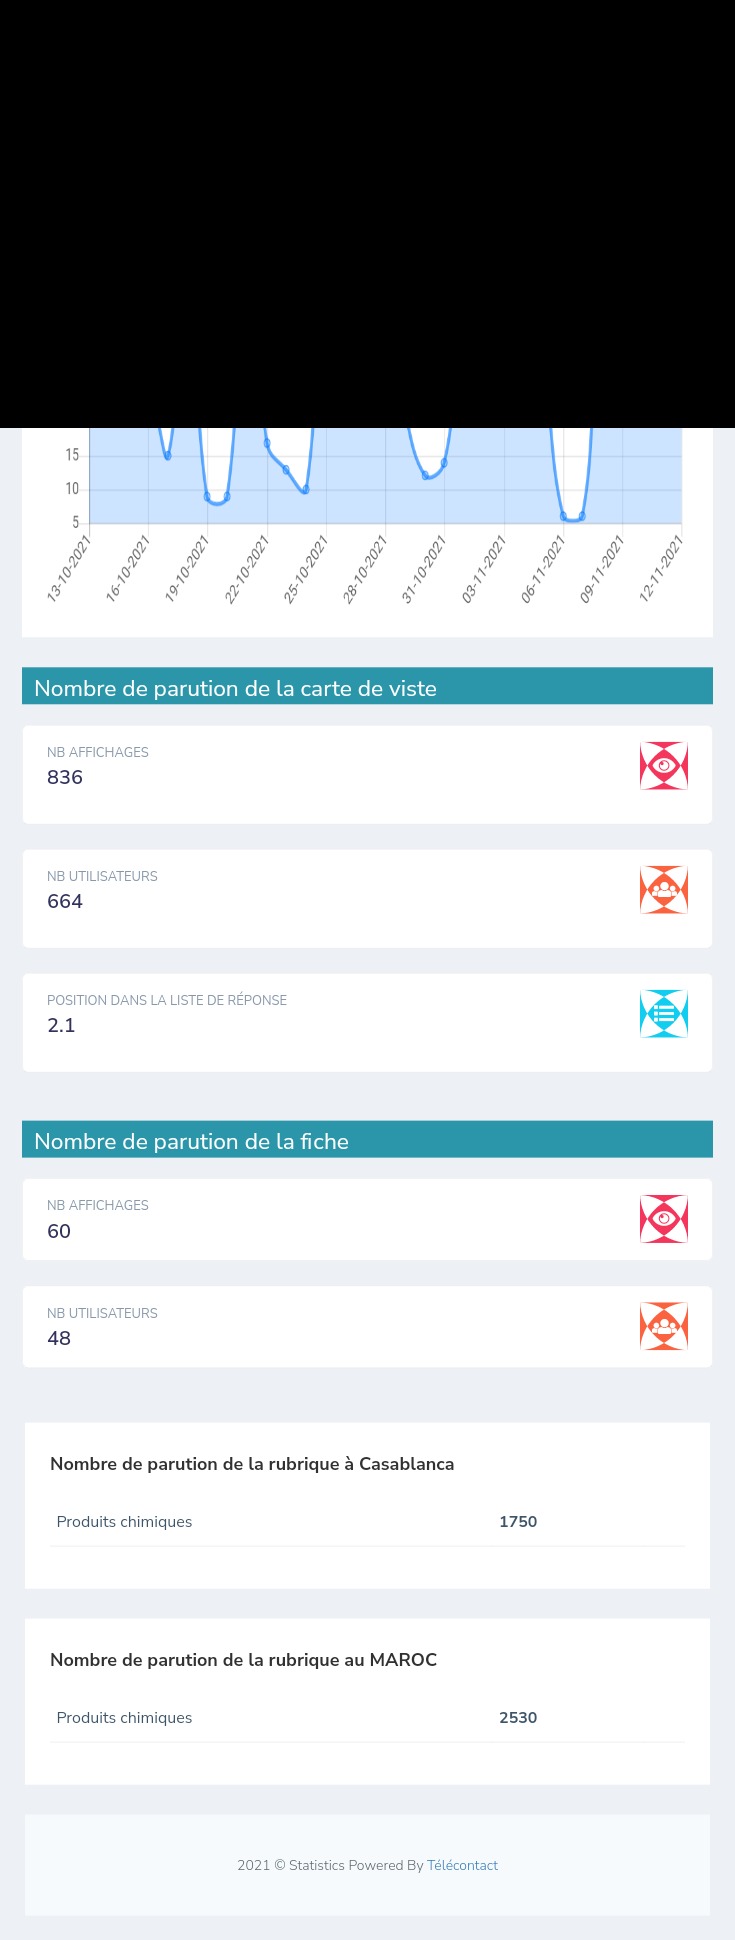 15
10
5
13-10-2021
16-10-2021
19-10-2021
22-10-2021
25-10-2021
28-10-2021
31-10-2021
03-11-2021
06-11-2021
09-11-2021
12-11-2021
Nombre de parution de la carte de viste
NB AFFICHAGES
836
NB UTILISATEURS
664
POSITION DANS LA LISTE DE RÉPONSE
2.1
Nombre de parution de la fiche
NB AFFICHAGES
60
NB UTILISATEURS
48
Nombre de parution de la rubrique à Casablanca
Produits chimiques 1750
Nombre de parution de la rubrique au MAROC
Produits chimiques 2530
2021 © Statistics Powered By Télécontact